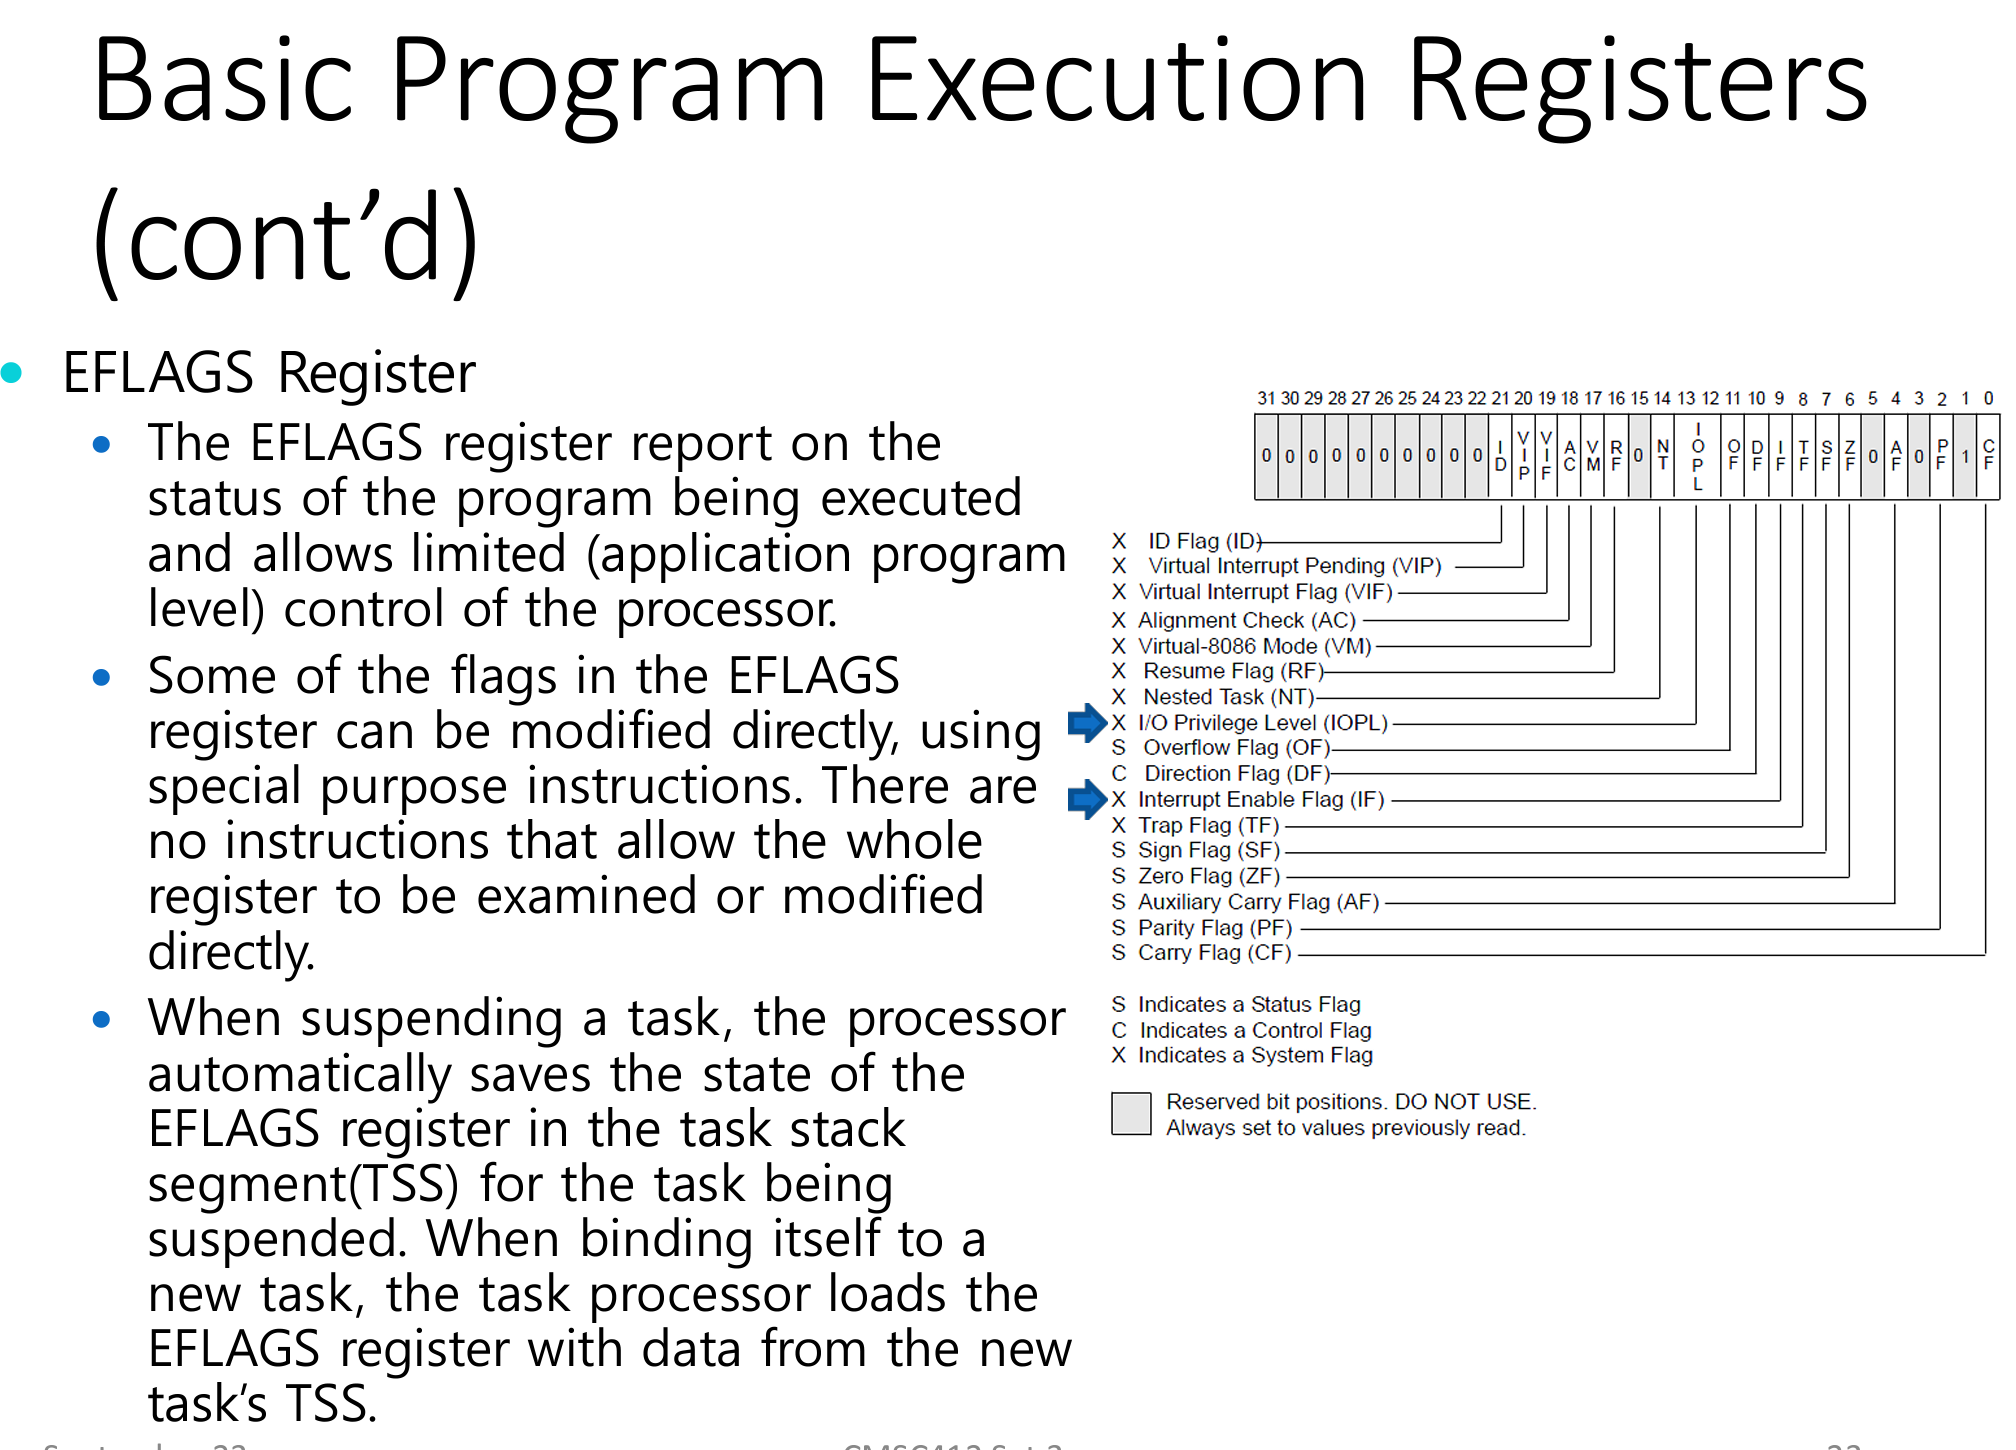 Basic Program Execution Registers
(cont’d)
EFLAGS Register
The EFLAGS register report on the
status of the program being executed
and allows limited (application program
level) control of the processor.
Some of the flags in the EFLAGS
register can be modified directly, using
special purpose instructions. There are
no instructions that allow the whole
register to be examined or modified
directly.
When suspending a task, the processor
automatically saves the state of the
EFLAGS register in the task stack
segment(TSS) for the task being
suspended. When binding itself to a
new task, the task processor loads the
EFLAGS register with data from the new
task’s TSS.
31 30 29 28 27 26 25 24 23 22 21 20 19 18 17 16 15 14 13 12 11 10 9 8 7 6 5 4 3 2 1 0
0 0 0 0 0 0 0 0 0 0 ID VIP VIF AC VM RF 0 NT IOPL OF DF IF TF SF ZF 0 AF 0 PF 1 CF
X ID Flag (ID)
X Virtual Interrupt Pending (VIP)
X Virtual Interrupt Flag (VIF)
X Alignment Check (AC)
X Virtual-8086 Mode (VM)
X Resume Flag (RF)
X Nested Task (NT)
X I/O Privilege Level (IOPL)
S Overflow Flag (OF)
C Direction Flag (DF)
X Interrupt Enable Flag (IF)
X Trap Flag (TF)
S Sign Flag (SF)
S Zero Flag (ZF)
S Auxiliary Carry Flag (AF)
S Parity Flag (PF)
S Carry Flag (CF)
S Indicates a Status Flag
C Indicates a Control Flag
X Indicates a System Flag
Reserved bit positions. DO NOT USE.
Always set to values previously read.